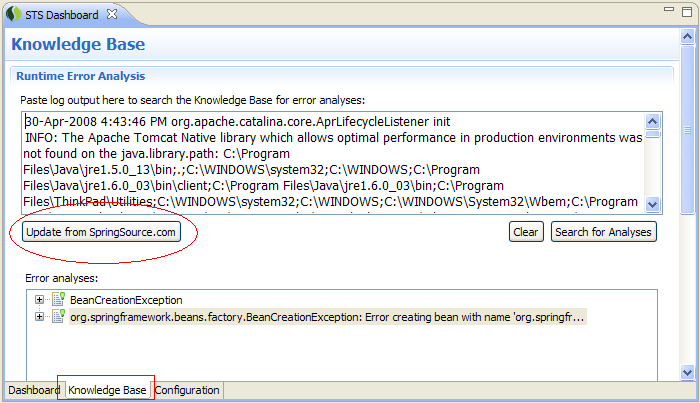 STS Dashboard
Knowledge Base
Runtime Error Analysis
Paste log output here to search the Knowledge Base for error analyses:
30-Apr-2008 4:43:46 PM org.apache.catalina.core.AprLifecycleListener init
INFO: The Apache Tomcat Native library which allows optimal performance in production environments was
not found on the java.library.path: C:\Program
Files\Java\jre1.5.0_13\bin;.;C:\WINDOWS\system32;C:\WINDOWS;C:\Program
Files\Java\jre1.6.0_03\bin\client;C:\Program Files\Java\jre1.6.0_03\bin;C:\Program
Files\ThinkPad\Utilities;C:\WINDOWS\system32;C:\WINDOWS;C:\WINDOWS\System32\Wbem;C:\Program
Update from SpringSource.com Clear Search for Analyses
Error analyses:
BeanCreationException
org.springframework.beans.factory.BeanCreationException: Error creating bean with name 'org.springfr...
Dashboard Knowledge Base Configuration